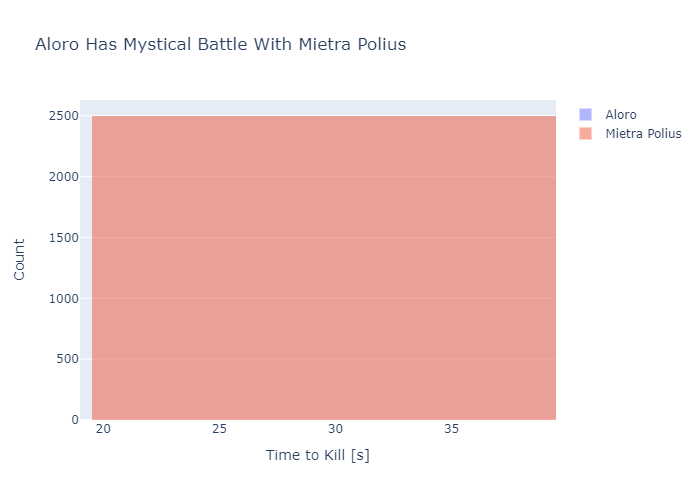 Aloro Has Mystical Battle With Mietra Polius
Aloro
Mietra Polius
2500
2000
1500
1000
500
0
Count
20
25
30
35
Time to Kill [s]